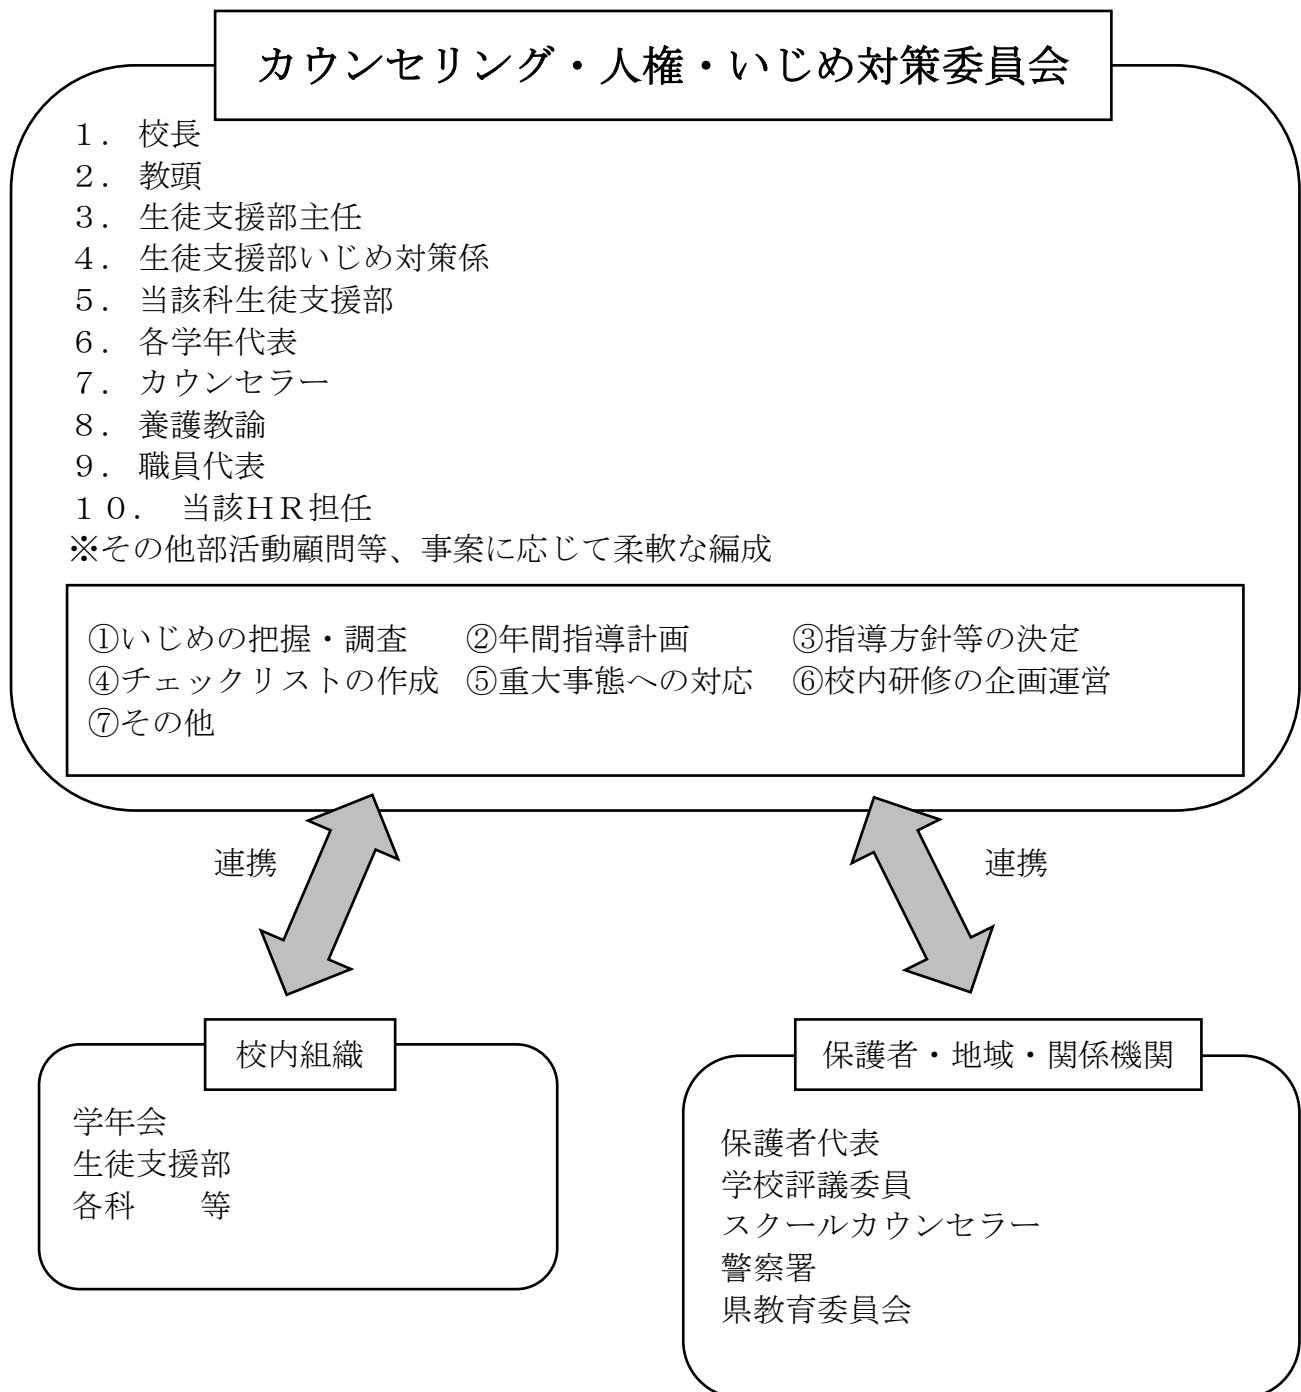 カウンセリング・人権・いじめ対策委員会
１． 校長
２． 教頭
３． 生徒支援部主任
４． 生徒支援部いじめ対策係
５． 当該科生徒支援部
６． 各学年代表
７． カウンセラー
８． 養護教諭
９． 職員代表
１０． 当該ＨＲ担任
※その他部活動顧問等、事案に応じて柔軟な編成
①いじめの把握・調査 ②年間指導計画 ③指導方針等の決定
④チェックリストの作成 ⑤重大事態への対応 ⑥校内研修の企画運営
⑦その他
連携
連携
校内組織
学年会
生徒支援部
各科 等
保護者・地域・関係機関
保護者代表
学校評議委員
スクールカウンセラー
警察署
県教育委員会